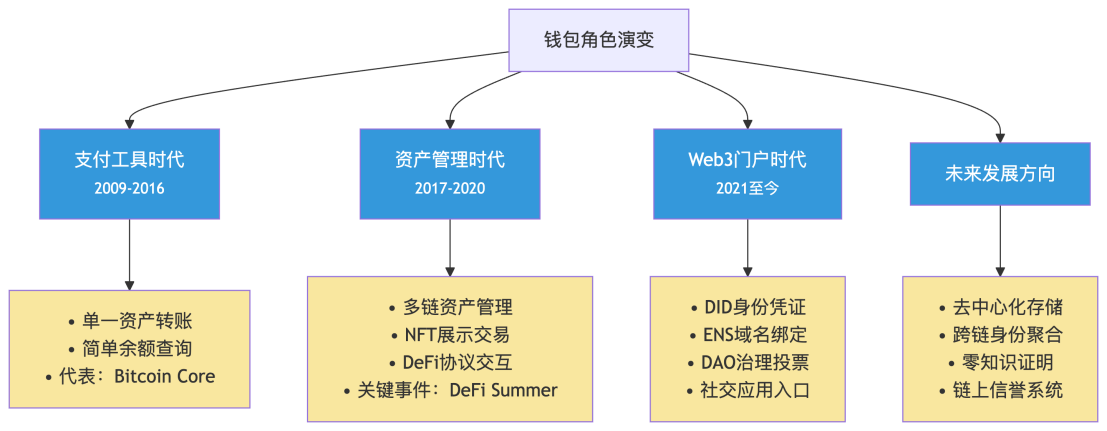 钱包角色演变
支付工具时代
2009-2016
资产管理时代
2017-2020
Web3门户时代
2021至今
未来发展方向
• 单一资产转账
• 简单余额查询
• 代表：Bitcoin Core
• 多链资产管理
• NFT展示交易
• DeFi协议交互
• 关键事件：DeFi Summer
• DID身份凭证
• ENS域名绑定
• DAO治理投票
• 社交应用入口
• 去中心化存储
• 跨链身份聚合
• 零知识证明
• 链上信誉系统